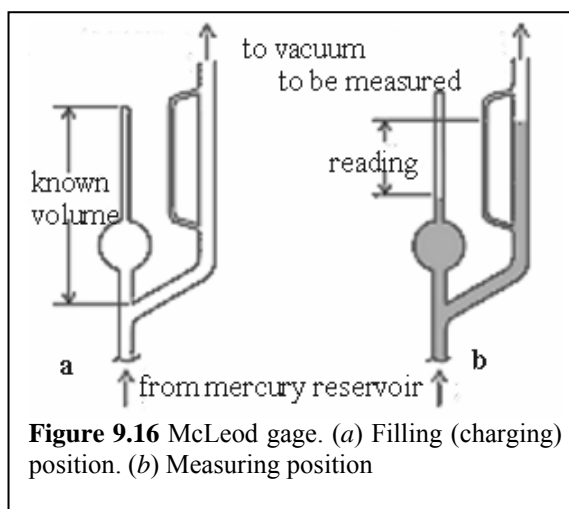 to vacuum
to be measured
known
volume
reading
a
b
from mercury reservoir
Figure 9.16 McLeod gage. (a) Filling (charging)
position. (b) Measuring position